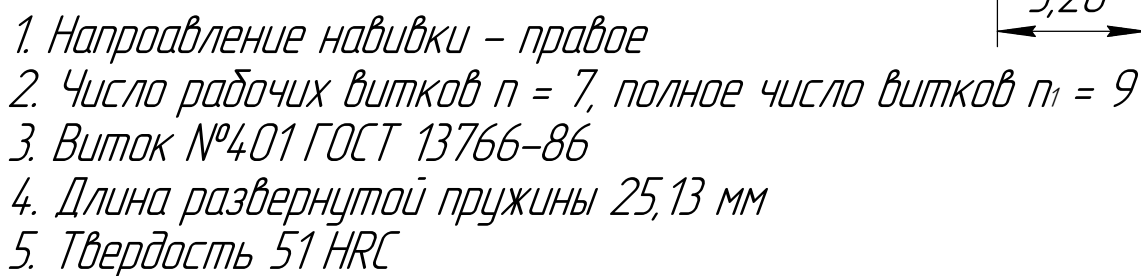 1. Напроавление навивки – правое
2. Число рабочих витков n = 7, полное число витков n₁ = 9
3. Виток №401 ГОСТ 13766–86
4. Длина развернутой пружины 25,13 мм
5. Твердость 51 HRC